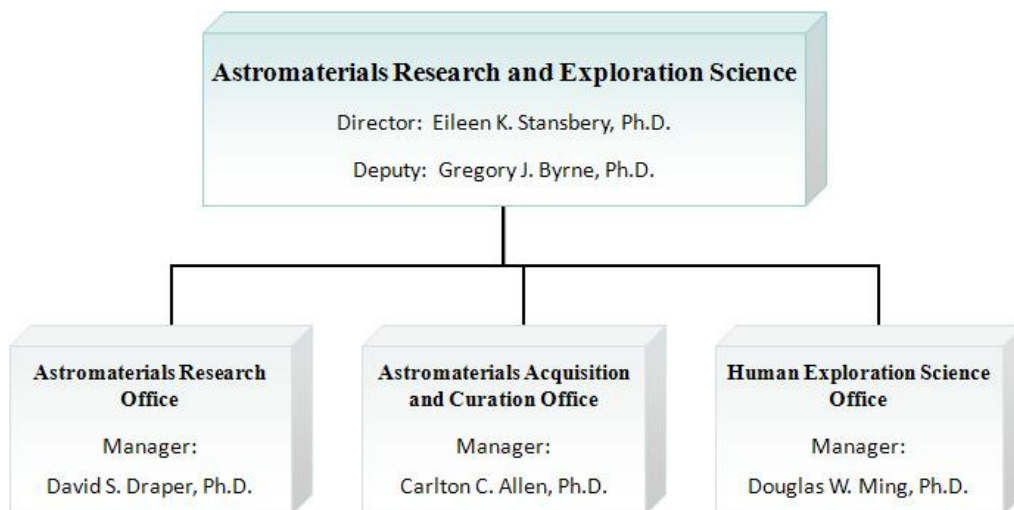 Astromaterials Research and Exploration Science
Director: Eileen K. Stansbery, Ph.D.
Deputy: Gregory J. Byrne, Ph.D.
Astromaterials Research
Office
Manager:
David S. Draper, Ph.D.
Astromaterials Acquisition
and Curation Office
Manager:
Carlton C. Allen, Ph.D.
Human Exploration Science
Office
Manager:
Douglas W. Ming, Ph.D.